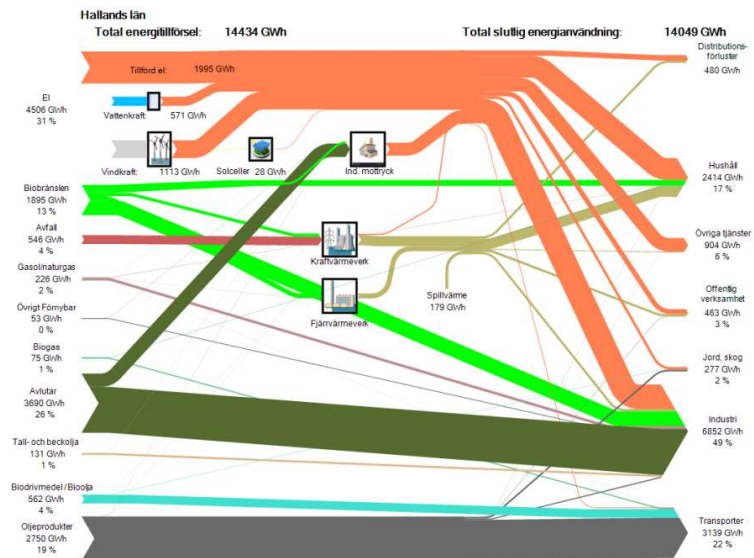 Hallands län
Total energitillförsel: 14434 GWh
Total slutlig energianvändning: 14049 GWh
El
4506 GWh
31 %
Tillförd el: 1995 GWh
Vattenkraft: 571 GWh
Vindkraft: 1113 GWh
Solceller 28 GWh
Ind. mottryck
Biobränslen
1895 GWh
13 %
Avfall
546 GWh
4 %
Kraftvärmeverk
Gasol/naturgas
226 GWh
2 %
Fjärrvärmeverk
Spillvärme
179 GWh
Övrigt Förnybar
53 GWh
0 %
Biogas
75 GWh
1 %
Avlutar
3690 GWh
26 %
Tall- och beckolja
131 GWh
1 %
Biodrivmedel / Bioolja
562 GWh
4 %
Oljeprodukter
2750 GWh
19 %
Distributions-
förluster
480 GWh
Hushåll
2414 GWh
17 %
Övriga tjänster
904 GWh
6 %
Offentlig
verksamhet
463 GWh
3 %
Jord, skog
277 GWh
2 %
Industri
6852 GWh
49 %
Transporter
3139 GWh
22 %